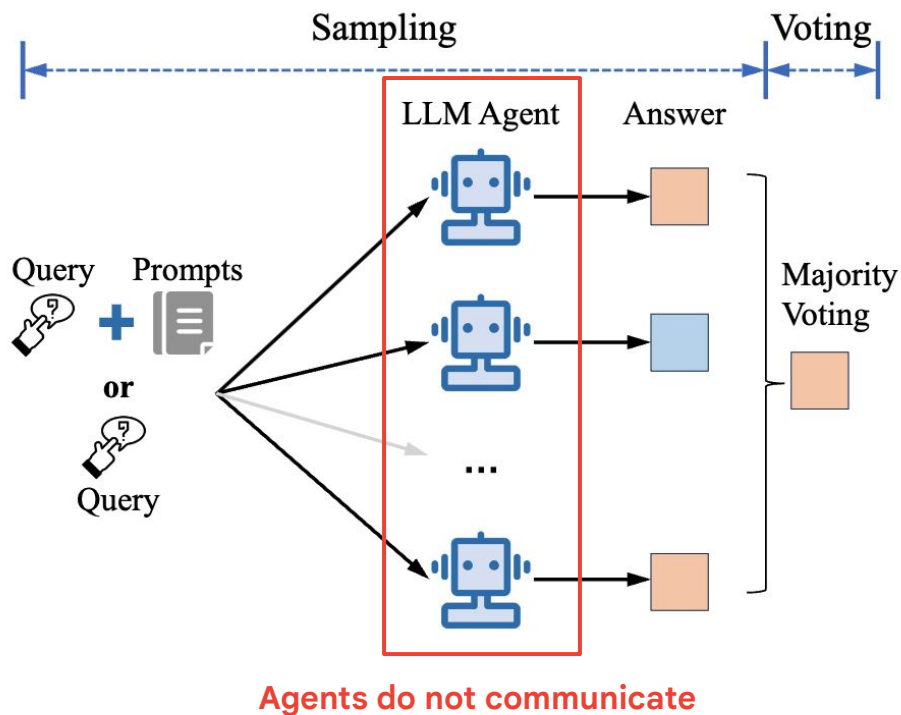 Sampling
Voting
LLM Agent
Answer
Query
Prompts
or
Query
...
Majority
Voting
Agents do not communicate